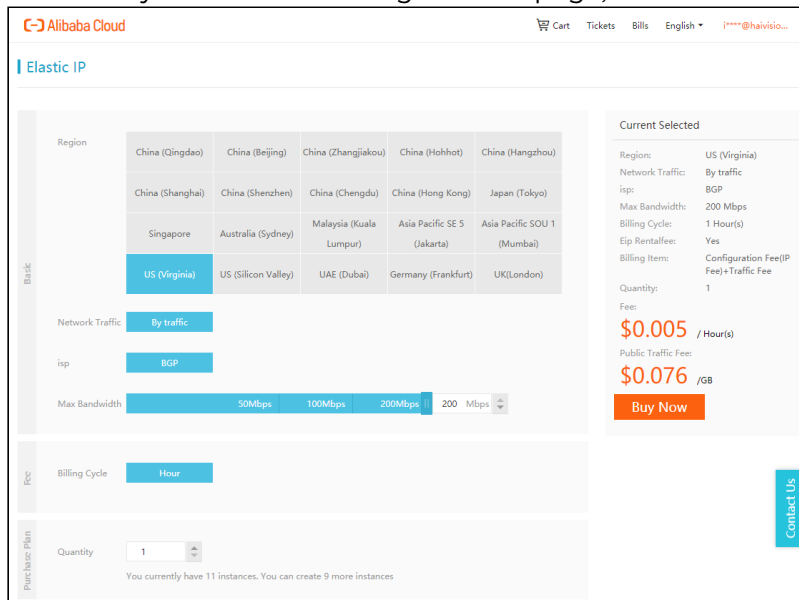 Alibaba Cloud
Cart Tickets Bills English i****@haivisio...
Elastic IP
Basic
Region
China (Qingdao) China (Beijing) China (Zhangjiakou) China (Hohhot) China (Hangzhou)
China (Shanghai) China (Shenzhen) China (Chengdu) China (Hong Kong) Japan (Tokyo)
Singapore Australia (Sydney) Malaysia (Kuala Lumpur) Asia Pacific SE 5 (Jakarta) Asia Pacific SOU 1 (Mumbai)
US (Virginia) US (Silicon Valley) UAE (Dubai) Germany (Frankfurt) UK(London)
Network Traffic By traffic
isp BGP
Max Bandwidth 50Mbps 100Mbps 200Mbps 200 Mbps
Fee
Billing Cycle Hour
Purchase Plan
Quantity 1
You currently have 11 instances. You can create 9 more instances
Current Selected
Region: US (Virginia)
Network Traffic: By traffic
isp: BGP
Max Bandwidth: 200 Mbps
Billing Cycle: 1 Hour(s)
Eip Rentalfee: Yes
Billing Item: Configuration Fee(IP
Fee)+Traffic Fee
Quantity: 1
Fee:
$0.005 / Hour(s)
Public Traffic Fee:
$0.076 /GB
Buy Now
Contact Us